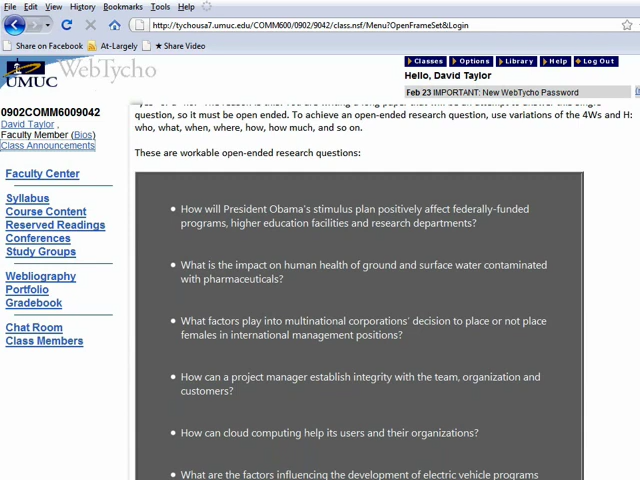 File Edit View History Bookmarks Tools Help
http://tychousa7.umuc.edu/COMM600/0902/9042/class.nsf/Menu?OpenFrameSet&Login
Share on Facebook At-Largely Share Video
UMUC
WebTycho
Classes Options Library Help Log Out
Hello, David Taylor
Feb 23 IMPORTANT: New WebTycho Password
0902COMM6009042
David Taylor ,
Faculty Member (Bios)
Class Announcements
Faculty Center
Syllabus
Course Content
Reserved Readings
Conferences
Study Groups
Webliography
Portfolio
Gradebook
Chat Room
Class Members
question, so it must be open ended. To achieve an open-ended research question, use variations of the 4Ws and H:
who, what, when, where, how, how much, and so on.
These are workable open-ended research questions:
• How will President Obama's stimulus plan positively affect federally-funded
programs, higher education facilities and research departments?
• What is the impact on human health of ground and surface water contaminated
with pharmaceuticals?
• What factors play into multinational corporations' decision to place or not place
females in international management positions?
• How can a project manager establish integrity with the team, organization and
customers?
• How can cloud computing help its users and their organizations?
• What are the factors influencing the development of electric vehicle programs